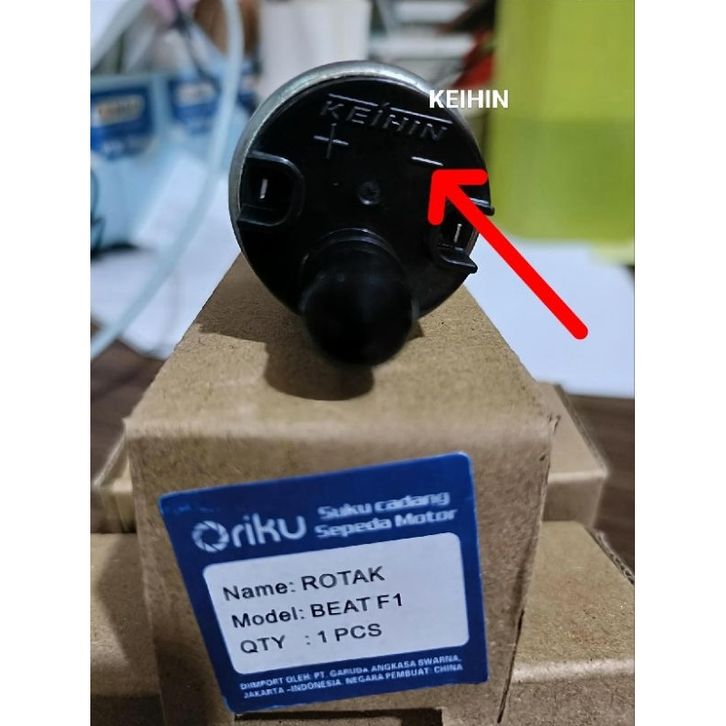 KEIHIN
KEIHIN
+ −
Oriku
Suku cadang
Sepeda Motor
Name: ROTAK
Model: BEAT F1
QTY : 1 PCS
DIIMPORT OLEH PT. GARUDA ANGKASA SWARNA,
JAKARTA -INDONESIA NEGARA PEMBUAT: CHINA